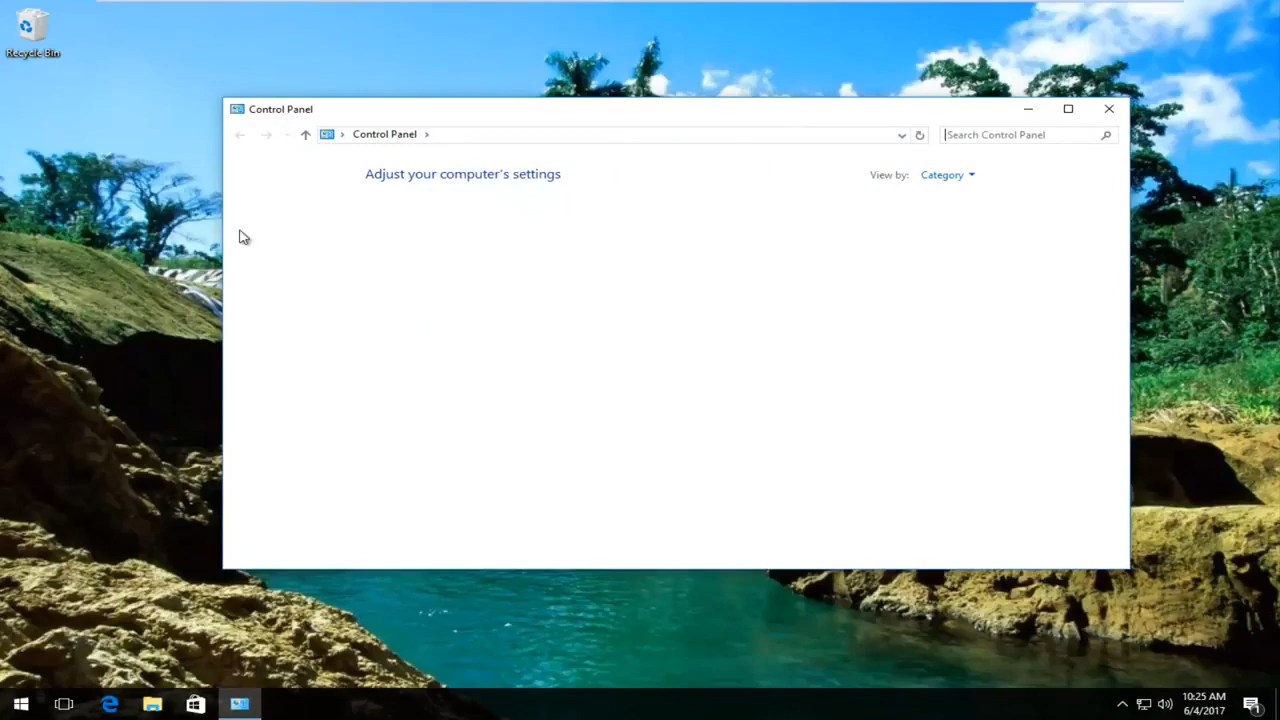 Recycle Bin
Control Panel
Control Panel
Search Control Panel
Adjust your computer's settings
View by: Category
10:25 AM
6/4/2017
1